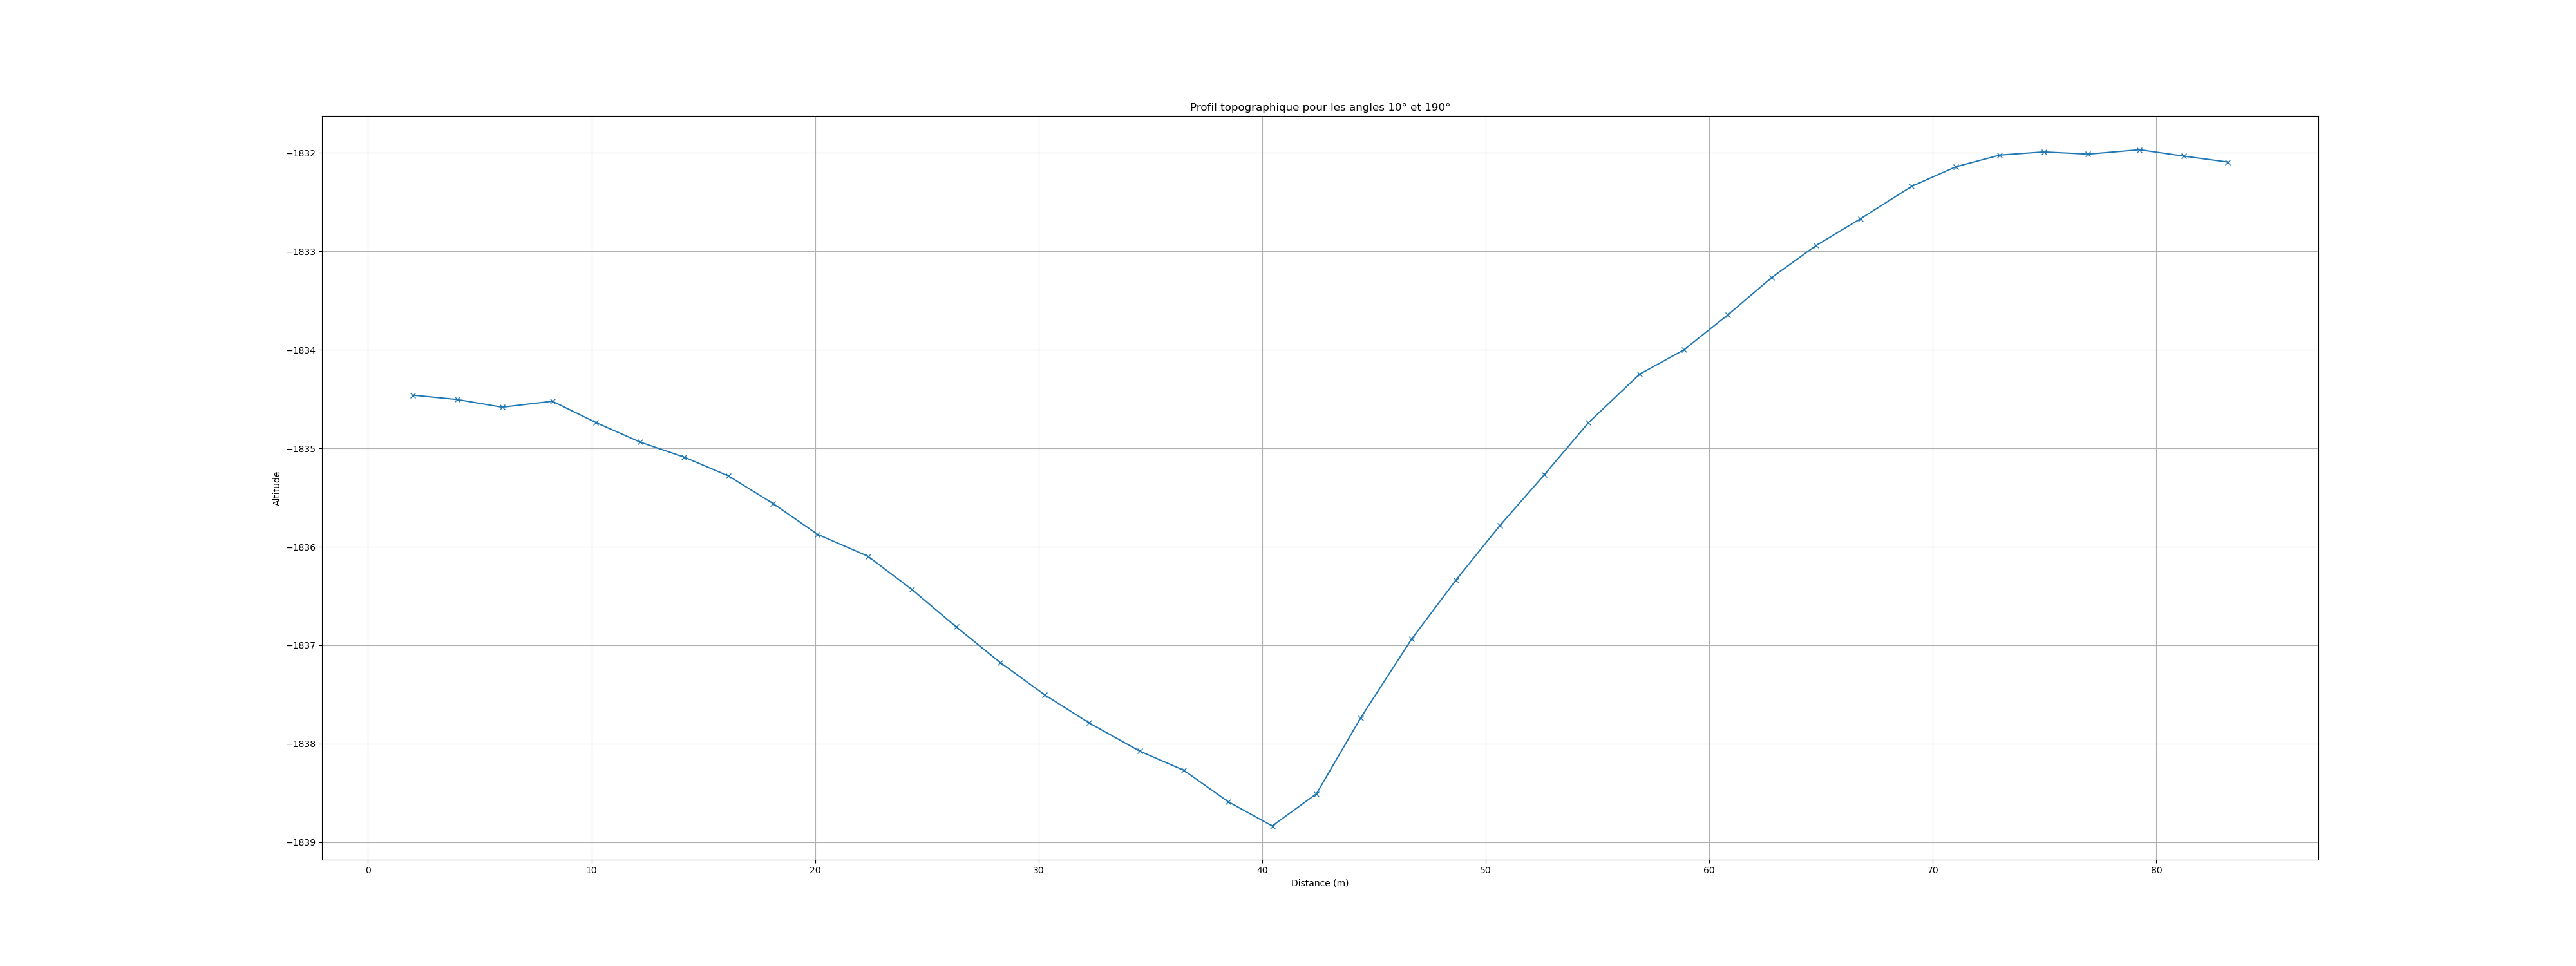 Profil topographique pour les angles 10° et 190°
−1832
−1833
−1834
−1835
−1836
−1837
−1838
−1839
Altitude
0 10 20 30 40 50 60 70 80
Distance (m)